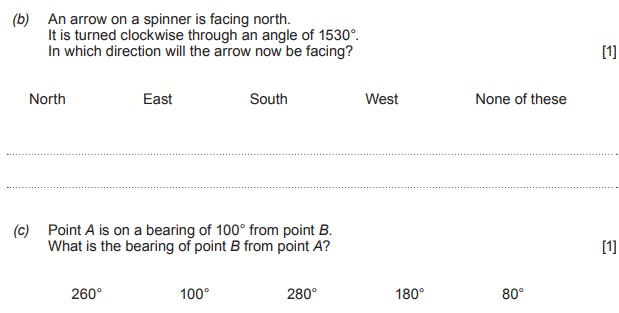 (b) An arrow on a spinner is facing north.
It is turned clockwise through an angle of 1530°.
In which direction will the arrow now be facing? [1]
North East South West None of these
(c) Point A is on a bearing of 100° from point B.
What is the bearing of point B from point A? [1]
260° 100° 280° 180° 80°